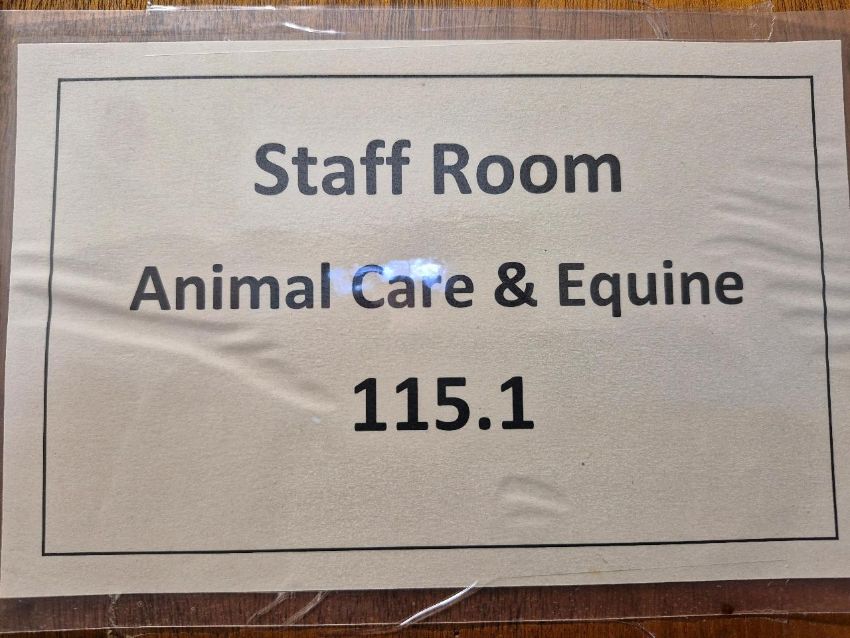 Staff Room
Animal Care & Equine
115.1